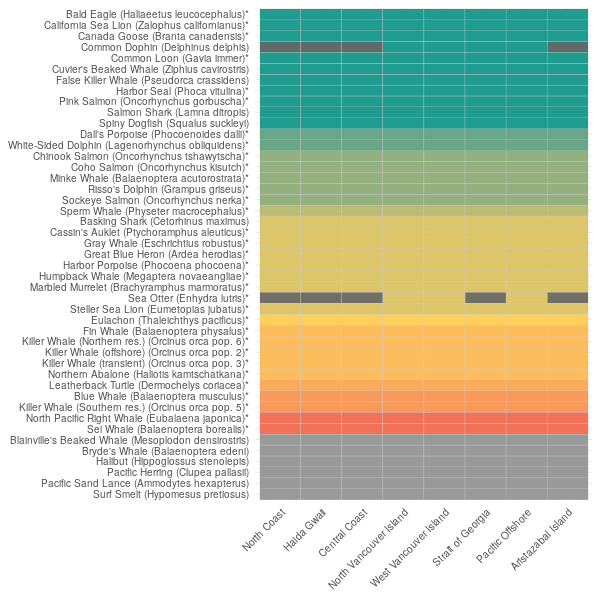 Bald Eagle (Haliaeetus leucocephalus)*
California Sea Lion (Zalophus californianus)*
Canada Goose (Branta canadensis)*
Common Dophin (Delphinus delphis)
Common Loon (Gavia immer)*
Cuvier's Beaked Whale (Ziphius cavirostris)
False Killer Whale (Pseudorca crassidens)
Harbor Seal (Phoca vitulina)*
Pink Salmon (Oncorhynchus gorbuscha)*
Salmon Shark (Lamna ditropis)
Spiny Dogfish (Squalus suckleyi)
Dall's Porpoise (Phocoenoides dalli)*
White-Sided Dolphin (Lagenorhynchus obliquidens)*
Chinook Salmon (Oncorhynchus tshawytscha)*
Coho Salmon (Oncorhynchus kisutch)*
Minke Whale (Balaenoptera acutorostrata)*
Risso's Dolphin (Grampus griseus)*
Sockeye Salmon (Oncorhynchus nerka)*
Sperm Whale (Physeter macrocephalus)*
Basking Shark (Cetorhinus maximus)
Cassin's Auklet (Ptychoramphus aleuticus)*
Gray Whale (Eschrichtius robustus)*
Great Blue Heron (Ardea herodias)*
Harbor Porpoise (Phocoena phocoena)*
Humpback Whale (Megaptera novaeangliae)*
Marbled Murrelet (Brachyramphus marmoratus)*
Sea Otter (Enhydra lutris)*
Steller Sea Lion (Eumetopias jubatus)*
Eulachon (Thaleichthys pacificus)*
Fin Whale (Balaenoptera physalus)*
Killer Whale (Northern res.) (Orcinus orca pop. 6)*
Killer Whale (offshore) (Orcinus orca pop. 2)*
Killer Whale (transient) (Orcinus orca pop. 3)*
Northern Abalone (Haliotis kamtschatkana)*
Leatherback Turtle (Dermochelys coriacea)*
Blue Whale (Balaenoptera musculus)*
Killer Whale (Southern res.) (Orcinus orca pop. 5)*
North Pacific Right Whale (Eubalaena japonica)*
Sei Whale (Balaenoptera borealis)*
Blainville's Beaked Whale (Mesoplodon densirostris)
Bryde's Whale (Balaenoptera edeni)
Halibut (Hippoglossus stenolepis)
Pacific Herring (Clupea pallasii)
Pacific Sand Lance (Ammodytes hexapterus)
Surf Smelt (Hypomesus pretiosus)
North Coast
Haida Gwaii
Central Coast
North Vancouver Island
West Vancouver Island
Strait of Georgia
Pacific Offshore
Aristazabal Island